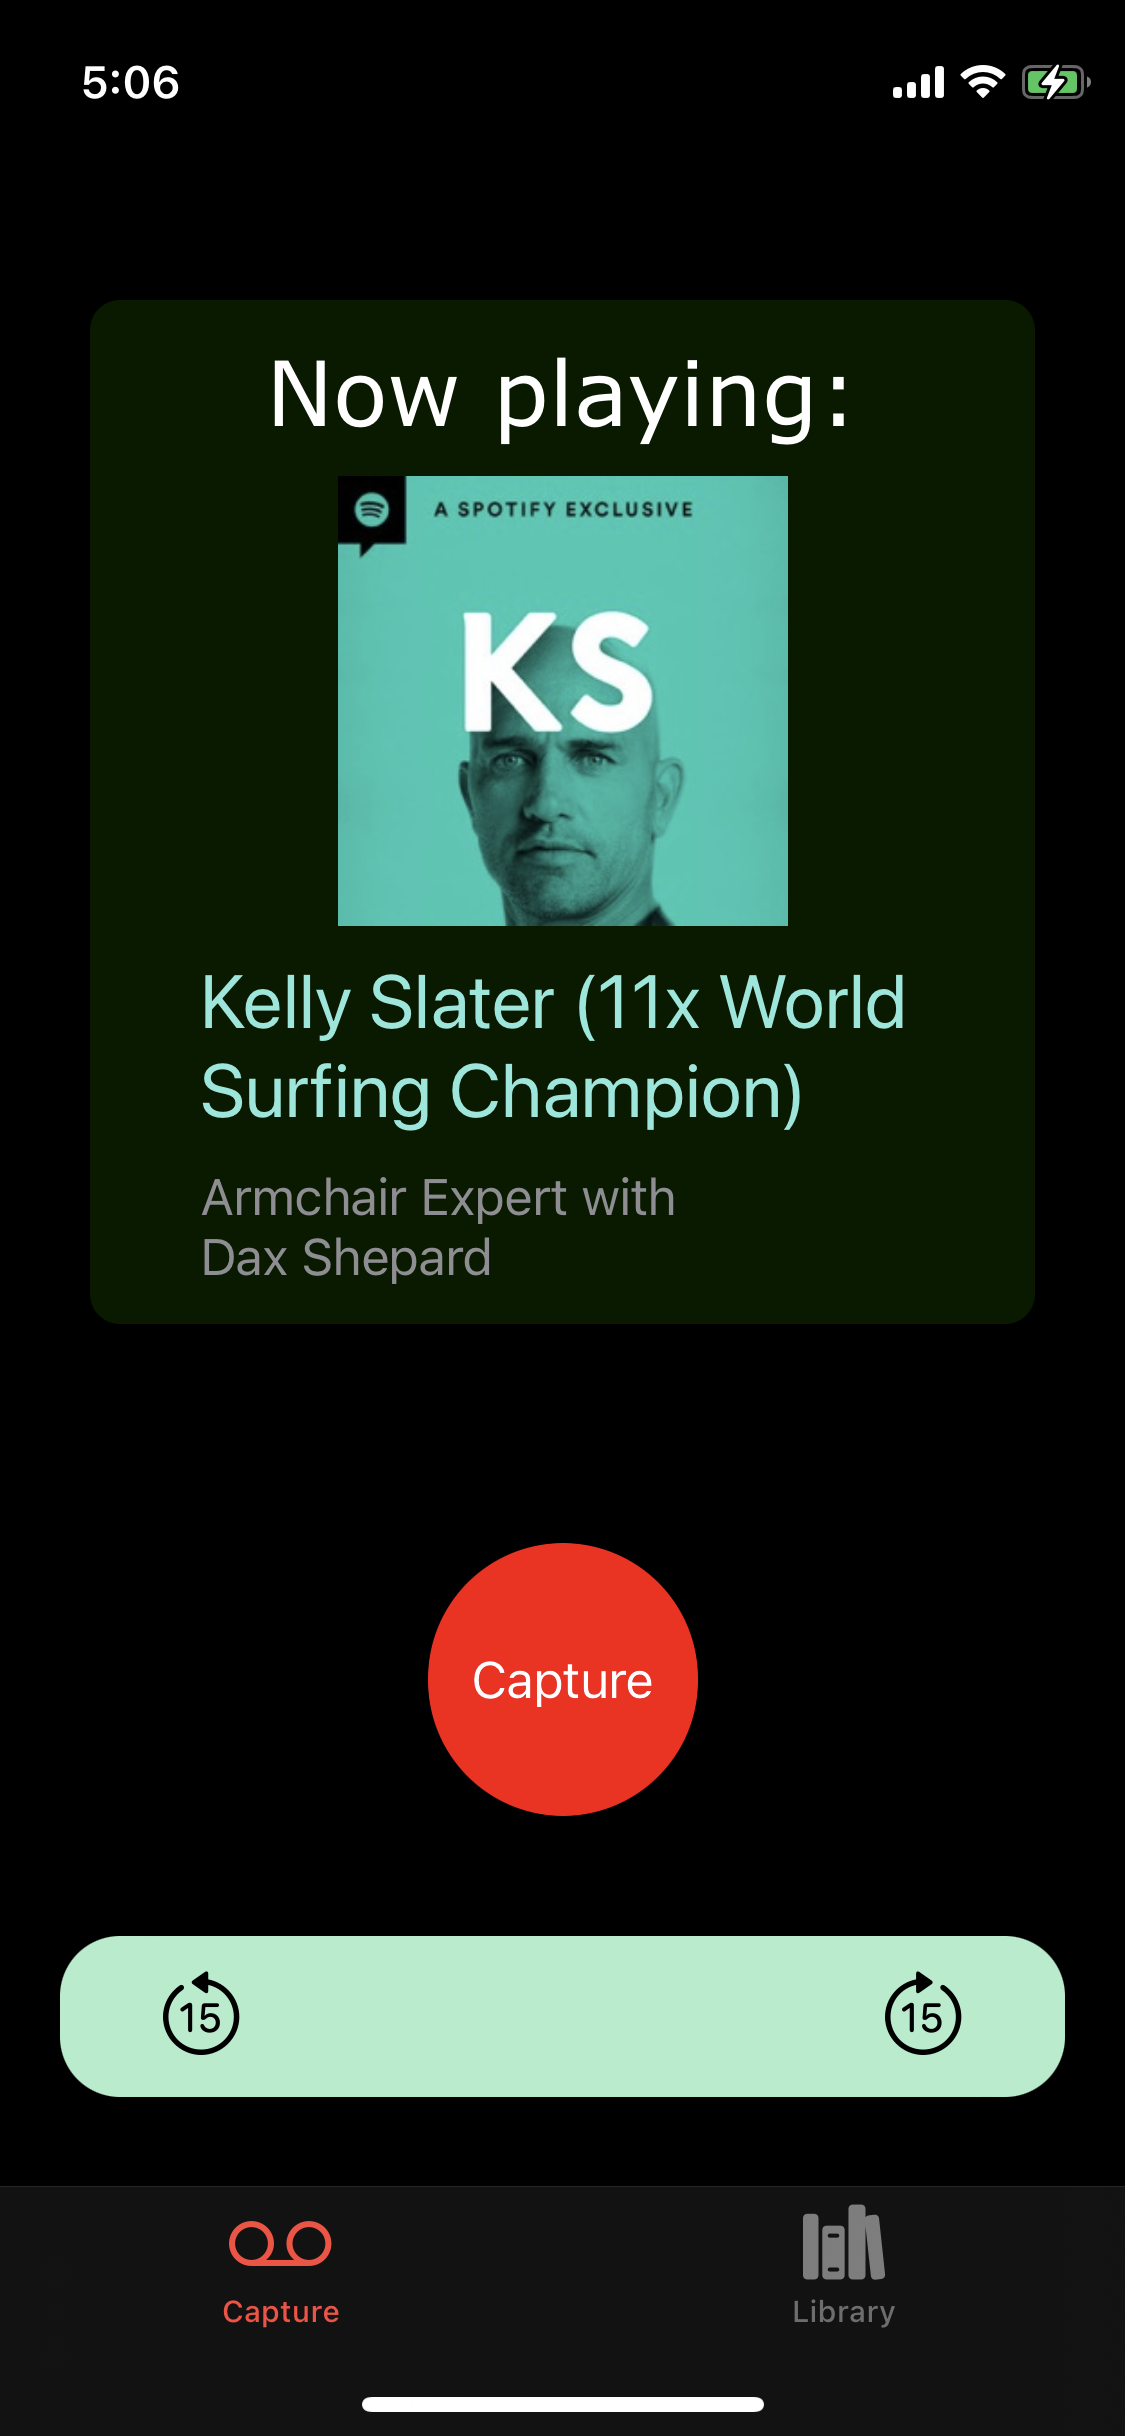 5:06
Now playing:
A SPOTIFY EXCLUSIVE
KS
Kelly Slater (11x World
Surfing Champion)
Armchair Expert with
Dax Shepard
Capture
15
15
Capture
Library